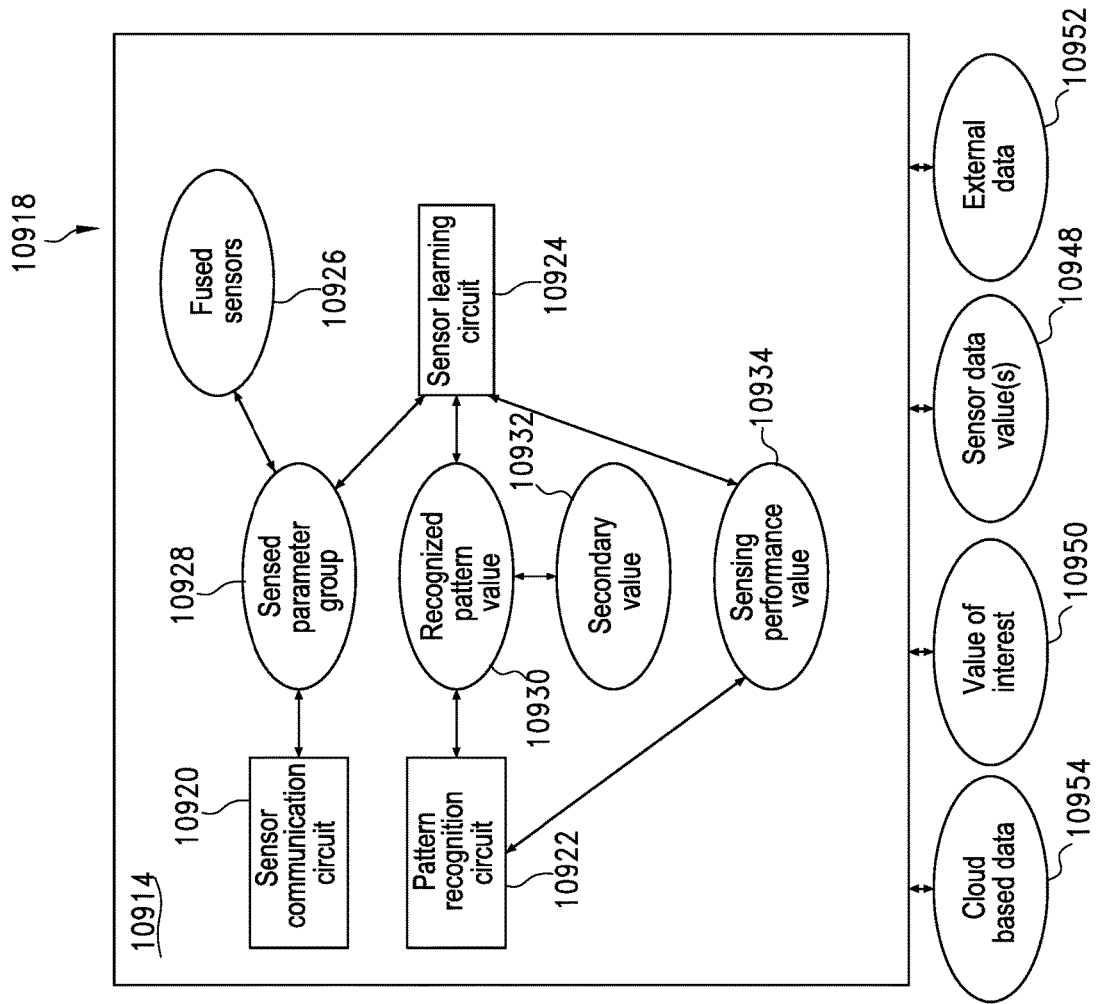 10918
10914
10920
Sensor
communication
circuit
10928
Sensed
parameter
group
Fused
sensors
10926
Pattern
recognition
circuit
10922
Recognized
pattern
value
10930
Sensor learning
circuit
10924
10932
Secondary
value
Sensing
performance
value
10934
Cloud
based data
10954
Value of
interest
10950
Sensor data
value(s)
10948
External
data
10952